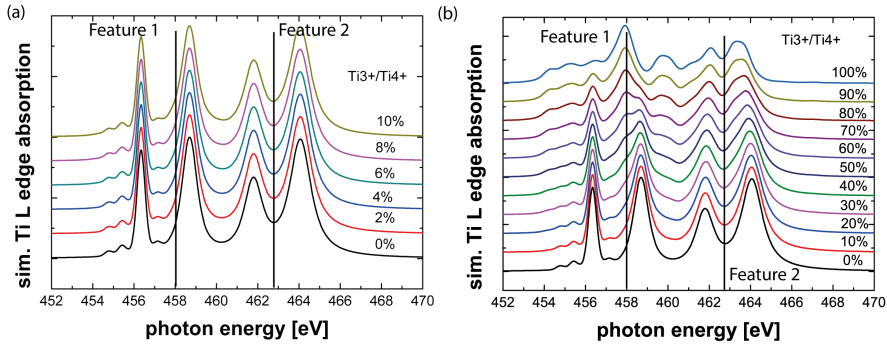 (a)
Feature 1
Feature 2
Ti3+/Ti4+
10%
8%
6%
4%
2%
0%
sim. Ti L edge absorption
452 454 456 458 460 462 464 466 468 470
photon energy [eV]
(b)
Feature 1
Ti3+/Ti4+
100%
90%
80%
70%
60%
50%
40%
30%
20%
10%
0%
Feature 2
sim. Ti L edge absorption
452 454 456 458 460 462 464 466 468 470
photon energy [eV]